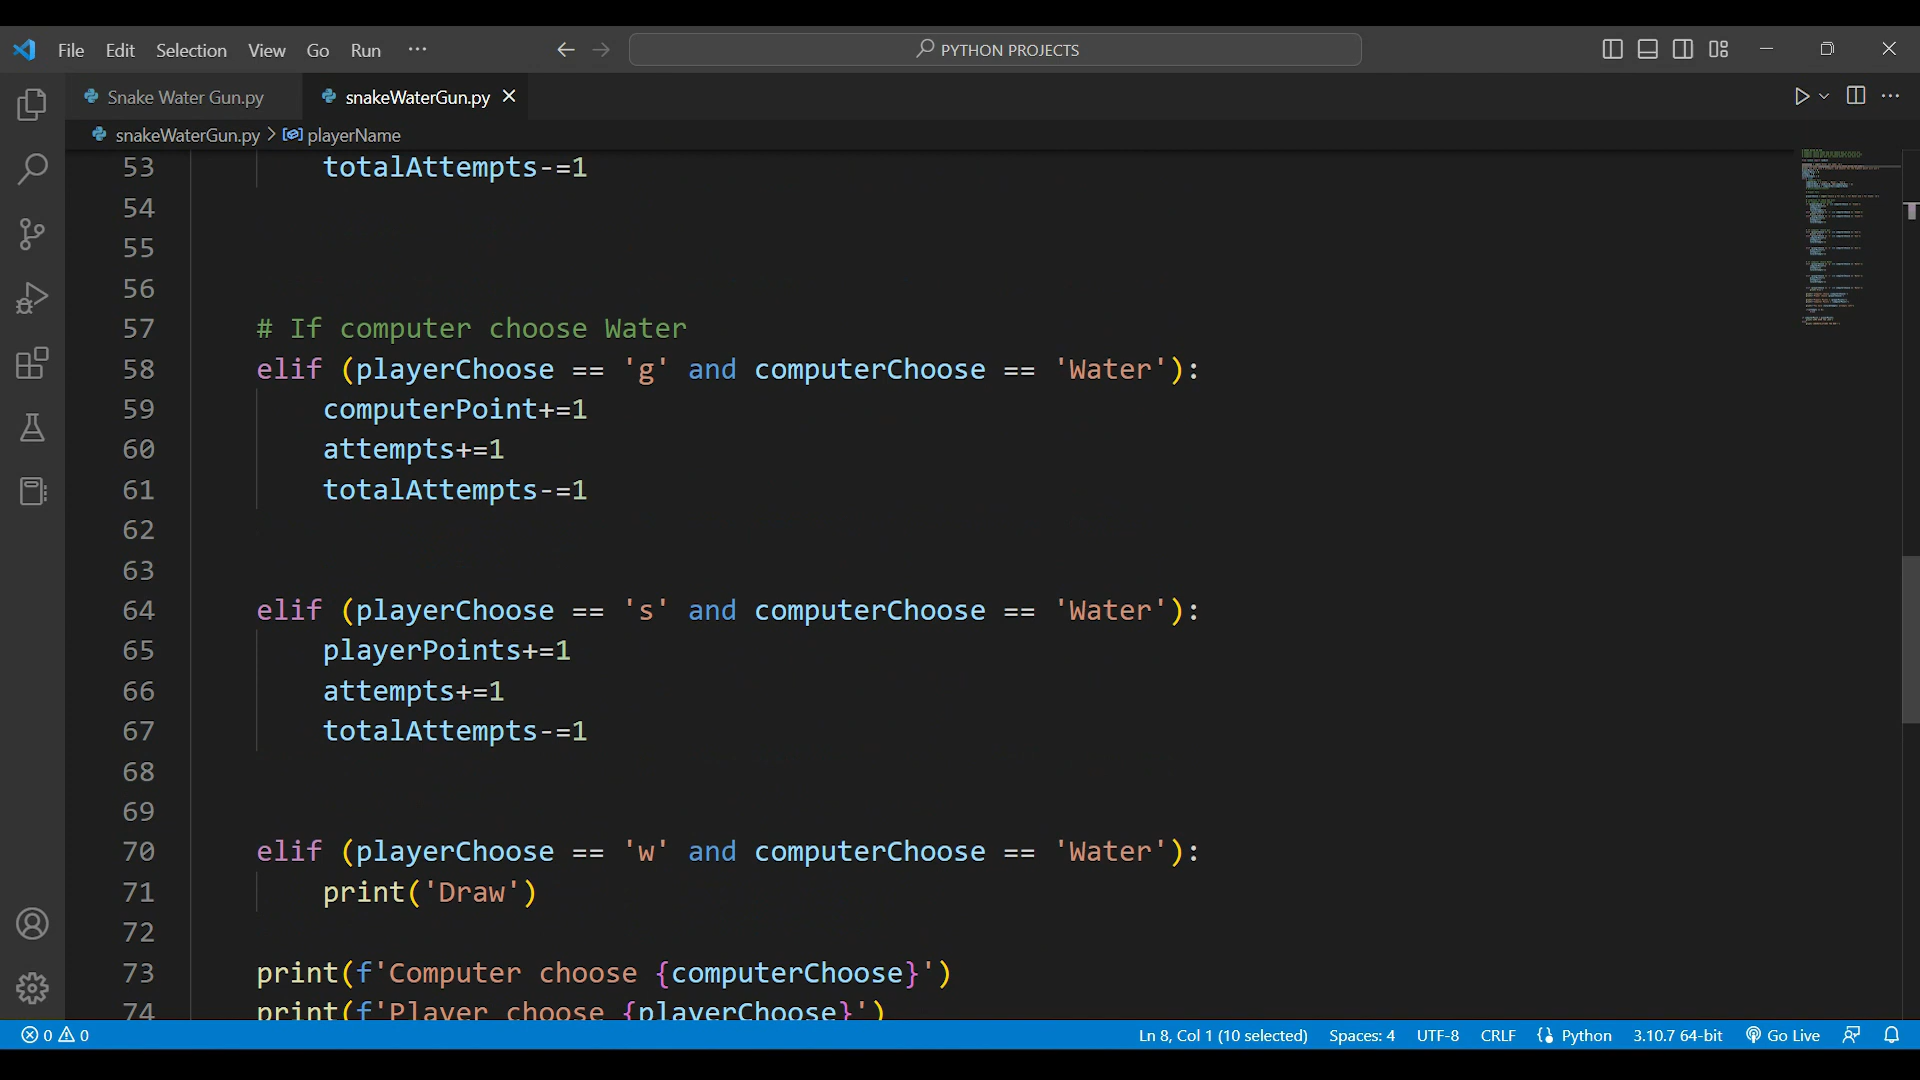 File Edit Selection View Go Run ··· PYTHON PROJECTS
Snake Water Gun.py snakeWaterGun.py
snakeWaterGun.py > playerName
53 totalAttempts-=1
54
55
56
57 # If computer choose Water
58 elif (playerChoose == 'g' and computerChoose == 'Water'):
59 computerPoint+=1
60 attempts+=1
61 totalAttempts-=1
62
63
64 elif (playerChoose == 's' and computerChoose == 'Water'):
65 playerPoints+=1
66 attempts+=1
67 totalAttempts-=1
68
69
70 elif (playerChoose == 'w' and computerChoose == 'Water'):
71 print('Draw')
72
73 print(f'Computer choose {computerChoose}')
74 print(f'Player choose {playerChoose}')
0 0 Ln 8, Col 1 (10 selected) Spaces: 4 UTF-8 CRLF Python 3.10.7 64-bit Go Live